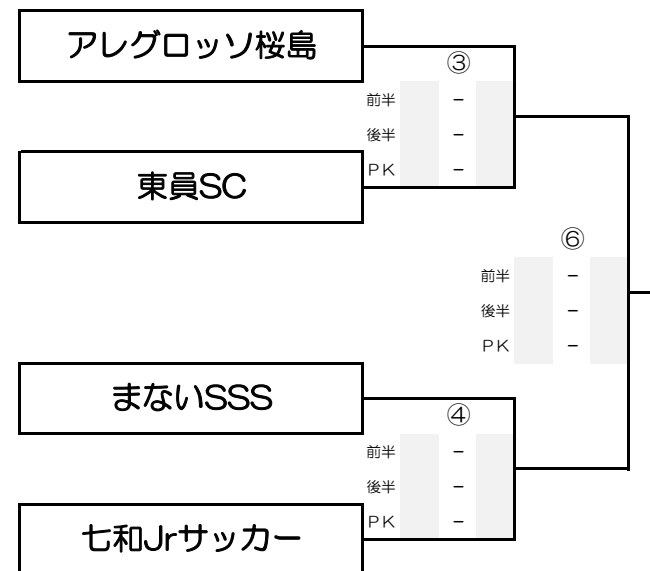 アレグロッソ桜島
③
前半 －
後半 －
ＰＫ －
東員SC
⑥
前半 －
後半 －
ＰＫ －
まないSSS
④
前半 －
後半 －
ＰＫ －
七和Jrサッカー